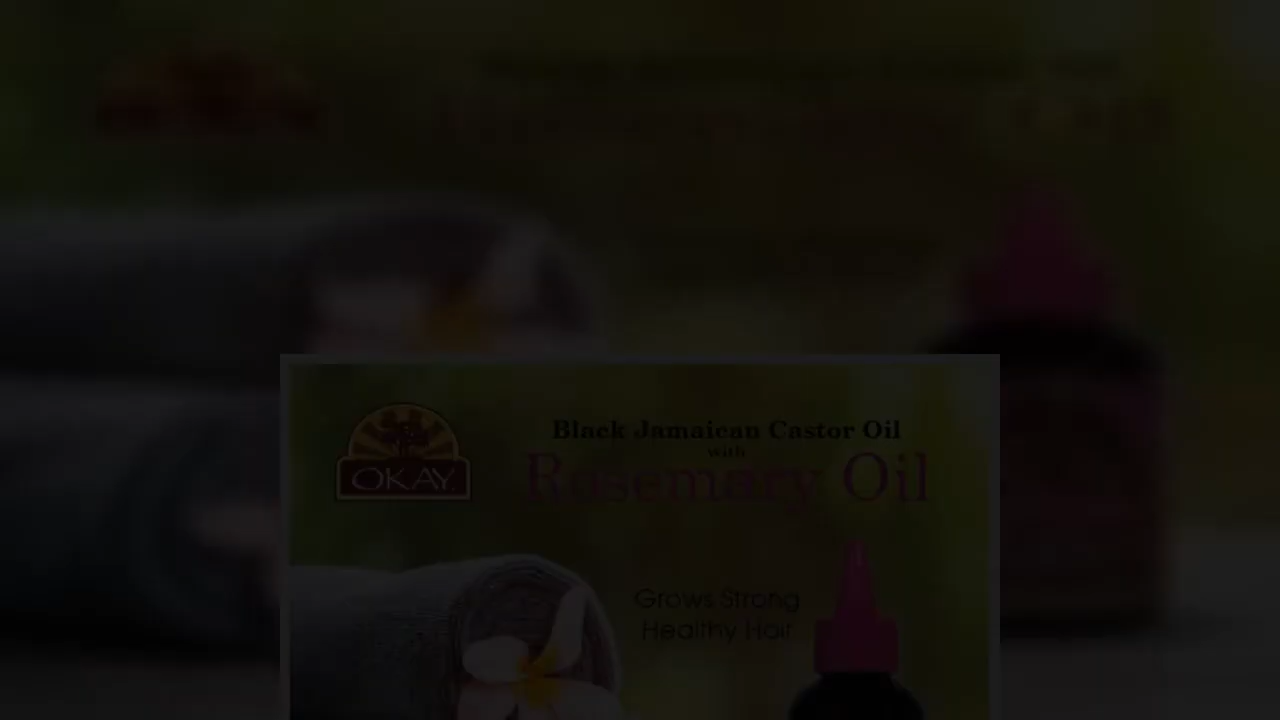 OKAY.
Black Jamaican Castor Oil
with
Rosemary Oil
Grows Strong
Healthy Hair